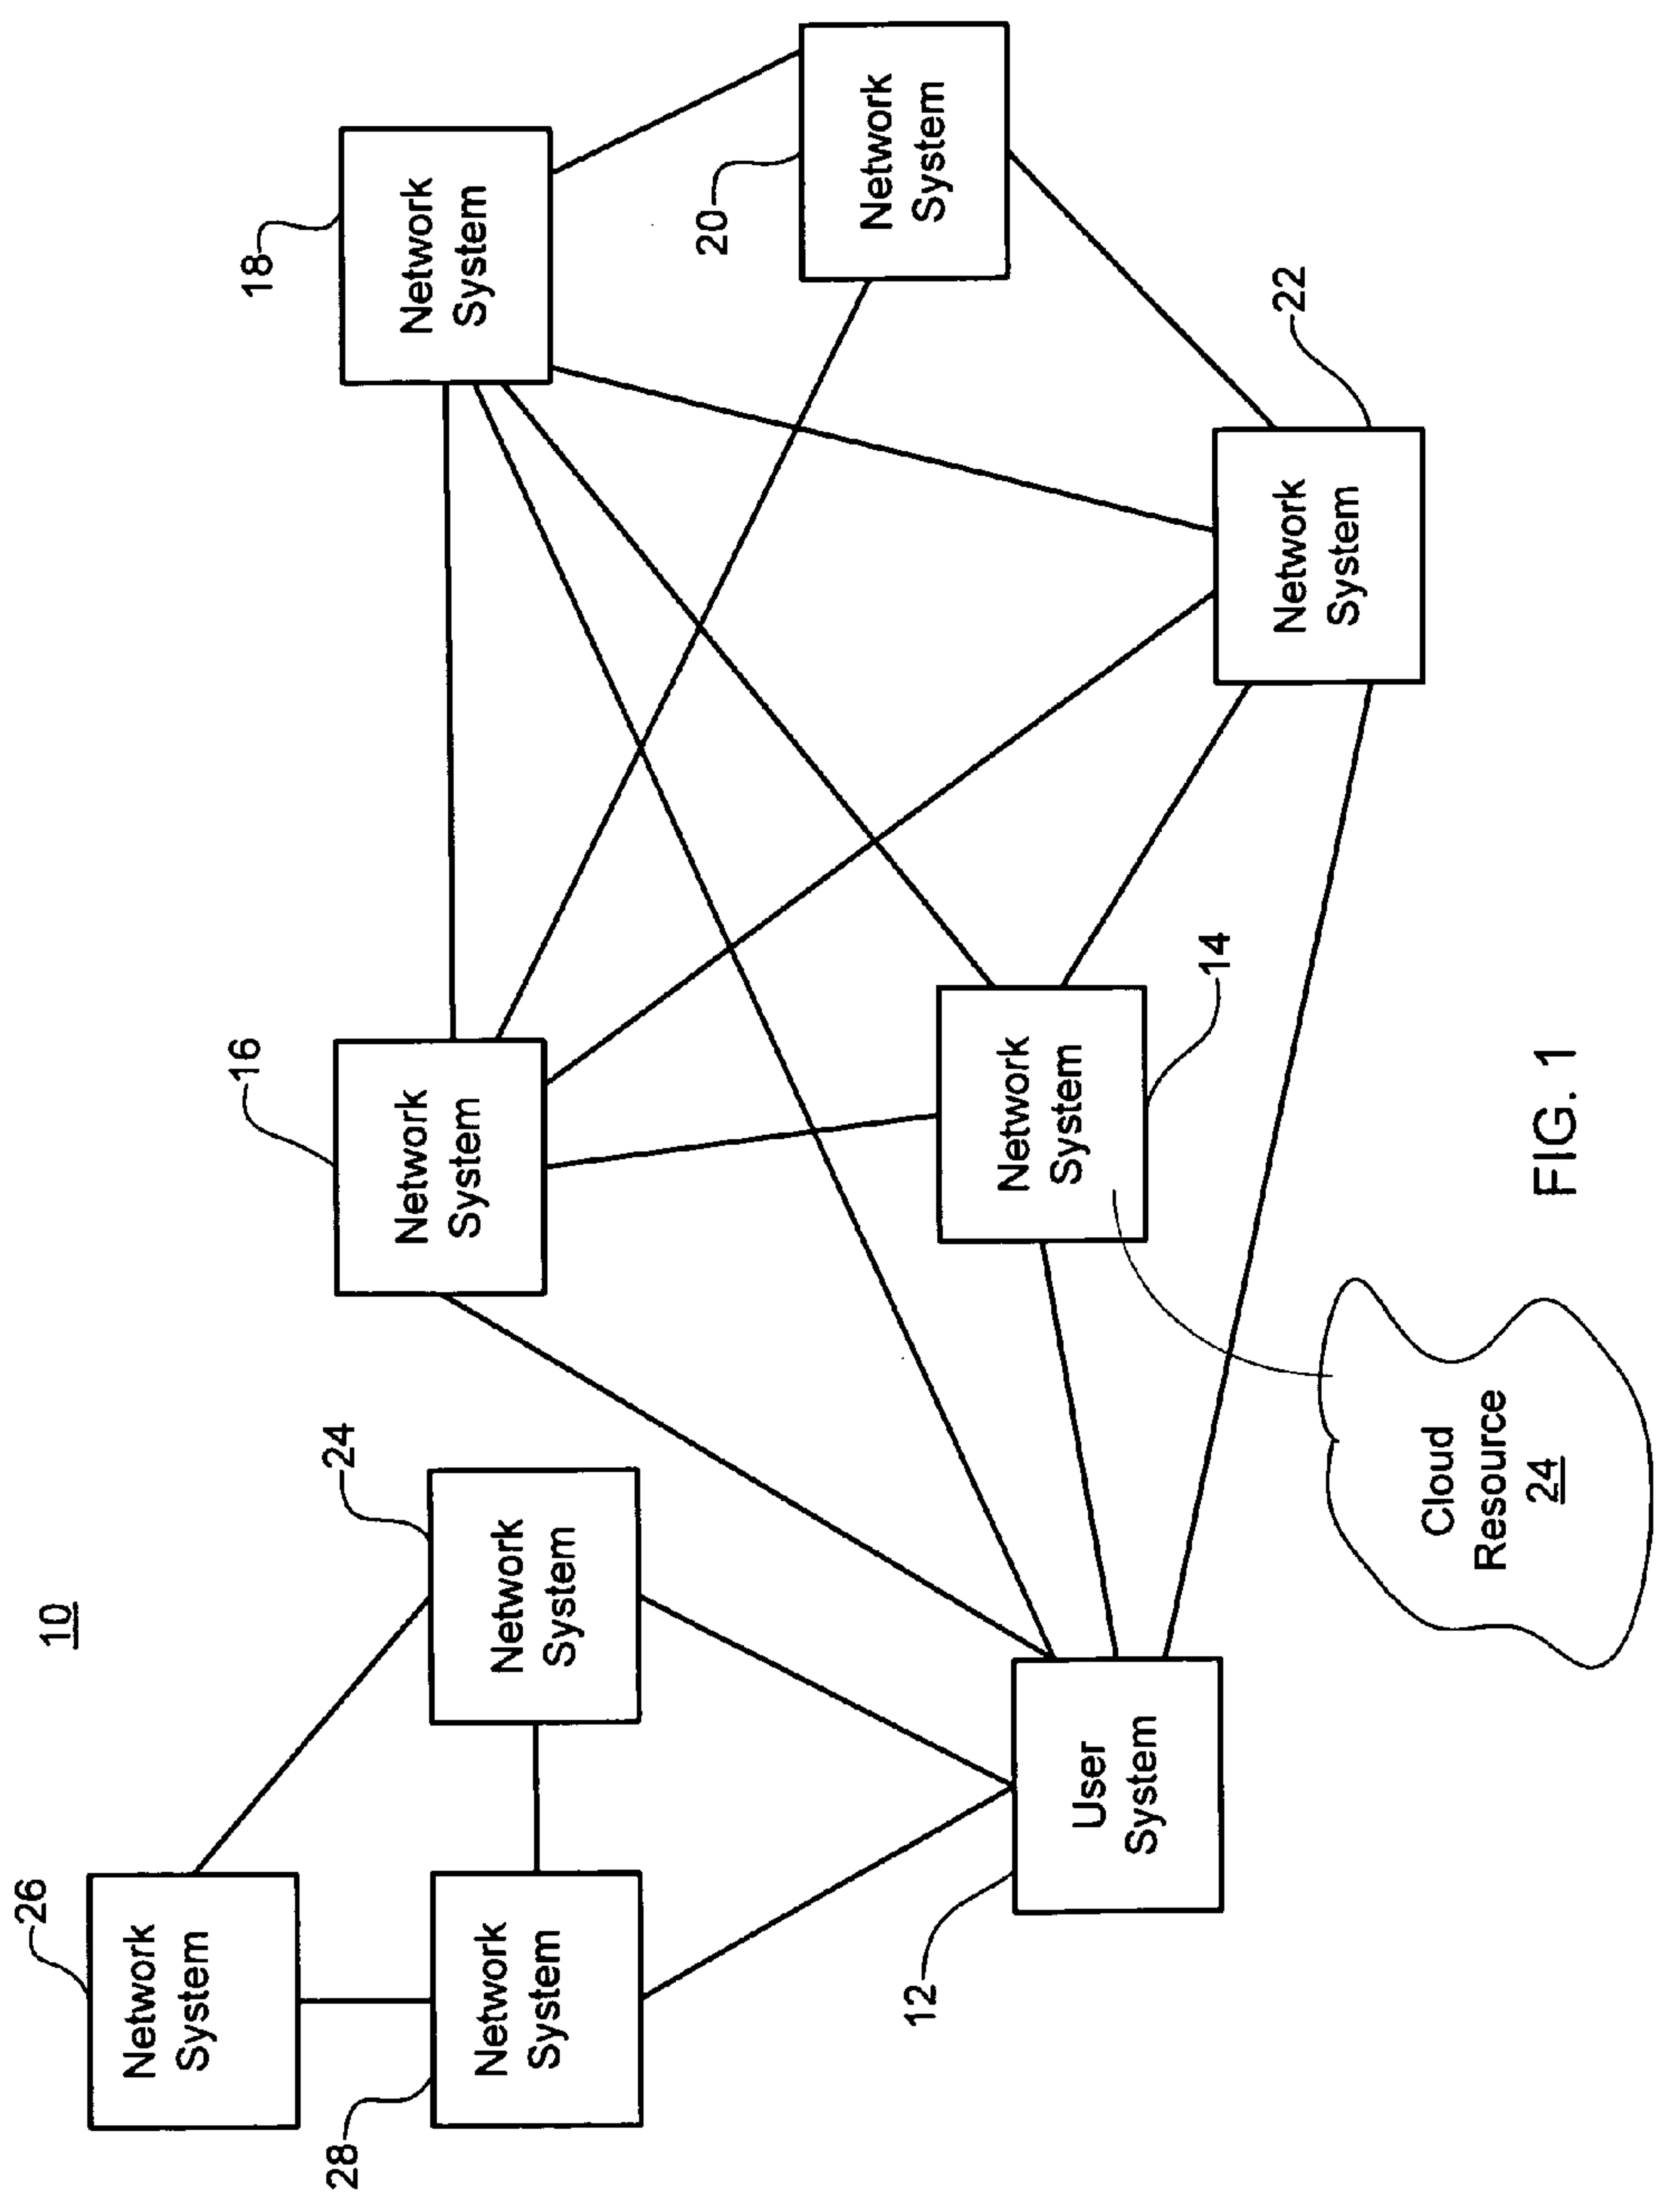 10
26
Network
System
28
Network
System
24
Network
System
16
Network
System
18
Network
System
20
Network
System
12
User
System
14
Network
System
22
Network
System
Cloud
Resource
24
FIG. 1